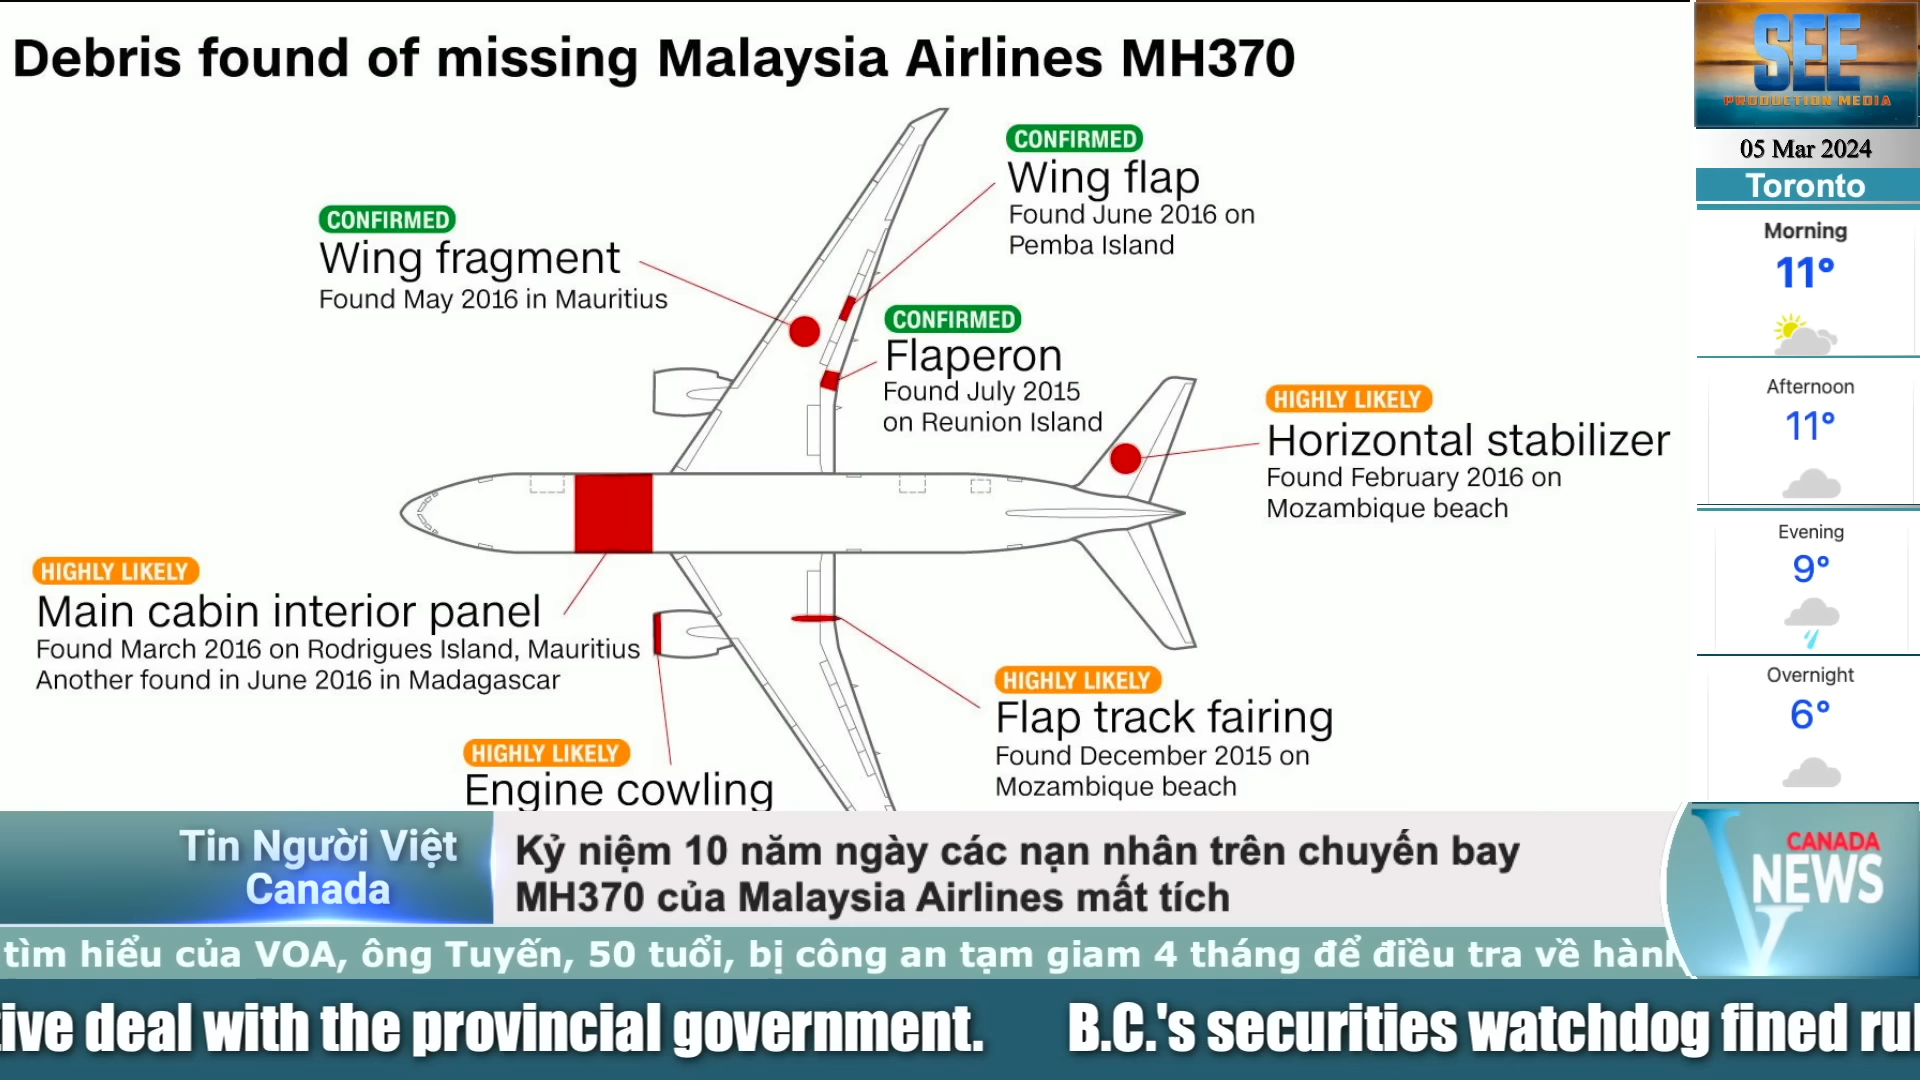 Debris found of missing Malaysia Airlines MH370
CONFIRMED
Wing flap
Found June 2016 on
Pemba Island
CONFIRMED
Wing fragment
Found May 2016 in Mauritius
CONFIRMED
Flaperon
Found July 2015
on Reunion Island
HIGHLY LIKELY
Horizontal stabilizer
Found February 2016 on
Mozambique beach
HIGHLY LIKELY
Main cabin interior panel
Found March 2016 on Rodrigues Island, Mauritius
Another found in June 2016 in Madagascar
HIGHLY LIKELY
Flap track fairing
Found December 2015 on
Mozambique beach
HIGHLY LIKELY
Engine cowling
SEE
PRODUCTION MEDIA
05 Mar 2024
Toronto
Morning
11°
Afternoon
11°
Evening
9°
Overnight
6°
Tin Người Việt
Canada
Kỷ niệm 10 năm ngày các nạn nhân trên chuyến bay
MH370 của Malaysia Airlines mất tích
V
CANADA
NEWS
tìm hiểu của VOA, ông Tuyến, 50 tuổi, bị công an tạm giam 4 tháng để điều tra về hành
tive deal with the provincial government. B.C.'s securities watchdog fined